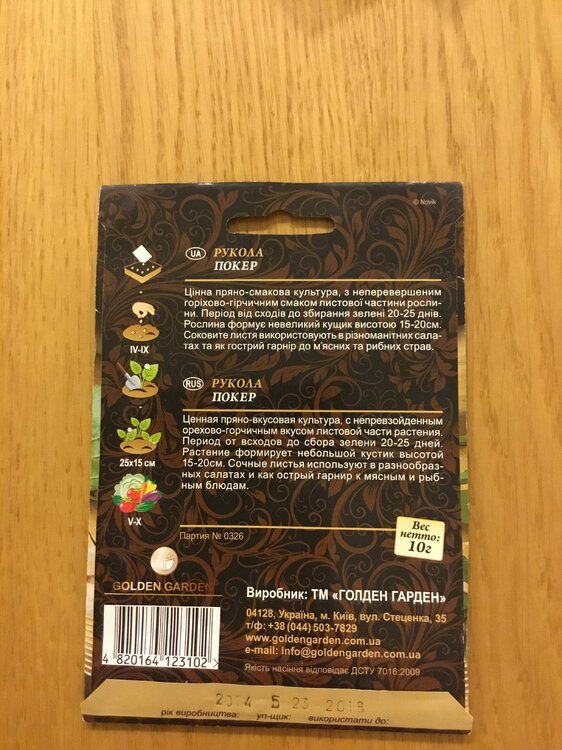 © Novik
UA РУКОЛА
ПОКЕР
Цінна пряно-смакова культура, з неперевершеним
горіхово-гірчичним смаком листової частини росли-
ни. Період від сходів до збирання зелені 20-25 днів.
Рослина формує невеликий кущик висотою 15-20см.
Соковите листя використовують в різноманітних сала-
тах та як гострий гарнір до м'ясних та рибних страв.
IV-IX
RUS РУКОЛА
ПОКЕР
Ценная пряно-вкусовая культура, с непревзойденным
орехово-горчичным вкусом листовой части растения.
Период от всходов до сбора зелени 20-25 дней.
Растение формирует небольшой кустик высотой
15-20см. Сочные листья используют в разнообраз-
ных салатах и как острый гарнир к мясным и рыб-
ным блюдам.
25х15 см
V-X
Партия № 0326
Вес
нетто:
10г
GOLDEN GARDEN
Виробник: ТМ «ГОЛДЕН ГАРДЕН»
04128, Україна, м. Київ, вул. Стеценка, 35
т/ф: +38 (044) 503-7829
www.goldengarden.com.ua
e-mail: info@goldengarden.com.ua
Якість насіння відповідає ДСТУ 7016:2009
4 820164 123102
2014 5 23 2018
рік виробництва: уп-щик: використати до: